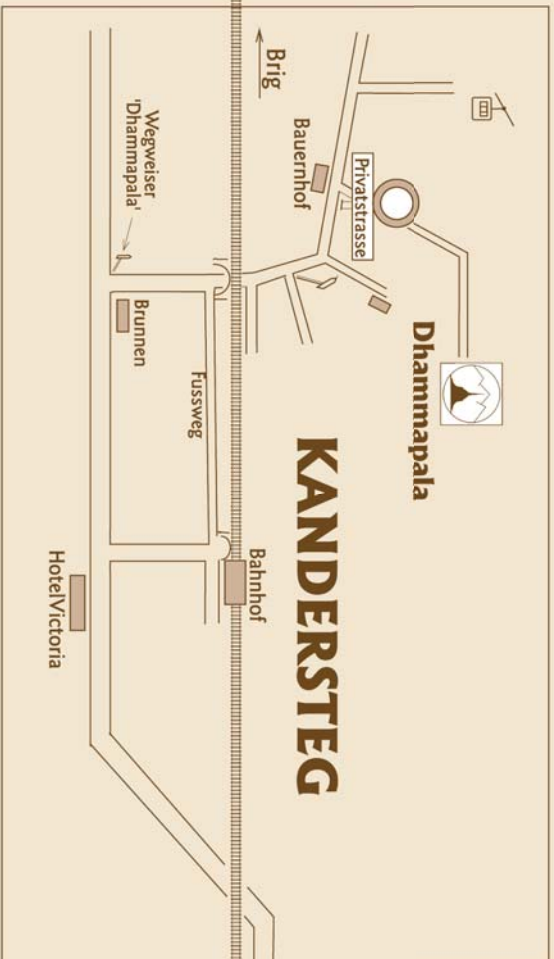 Dhammapala
Privatstrasse
KANDERSTEG
Bauernhof
Brig
Bahnhof
Fussweg
Wegweiser
'Dhammapala'
Brunnen
HotelVictoria